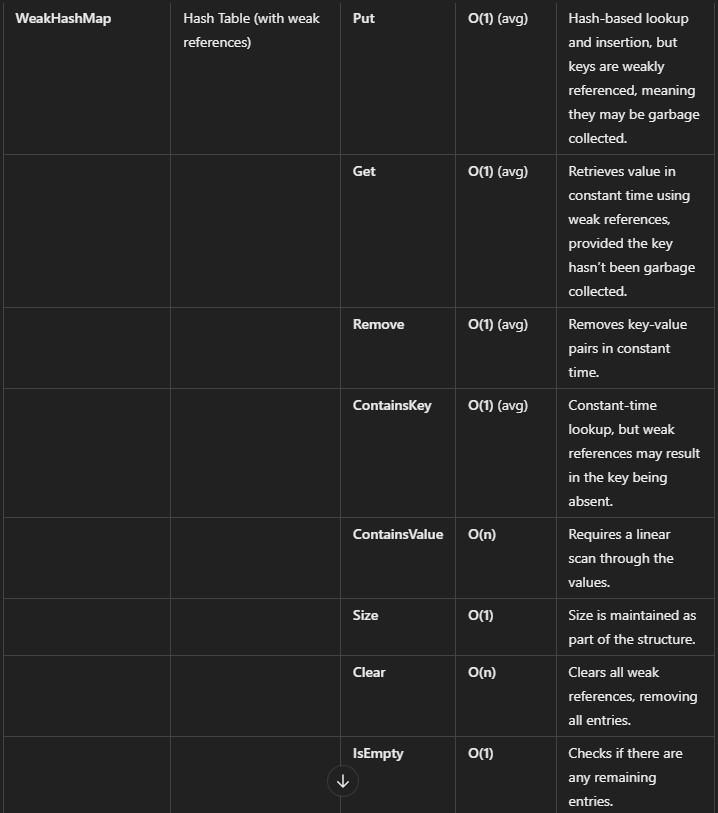 WeakHashMap
Hash Table (with weak
references)
Put
O(1) (avg)
Hash-based lookup
and insertion, but
keys are weakly
referenced, meaning
they may be garbage
collected.
Get
O(1) (avg)
Retrieves value in
constant time using
weak references,
provided the key
hasn’t been garbage
collected.
Remove
O(1) (avg)
Removes key-value
pairs in constant
time.
ContainsKey
O(1) (avg)
Constant-time
lookup, but weak
references may result
in the key being
absent.
ContainsValue
O(n)
Requires a linear
scan through the
values.
Size
O(1)
Size is maintained as
part of the structure.
Clear
O(n)
Clears all weak
references, removing
all entries.
IsEmpty
O(1)
Checks if there are
any remaining
entries.